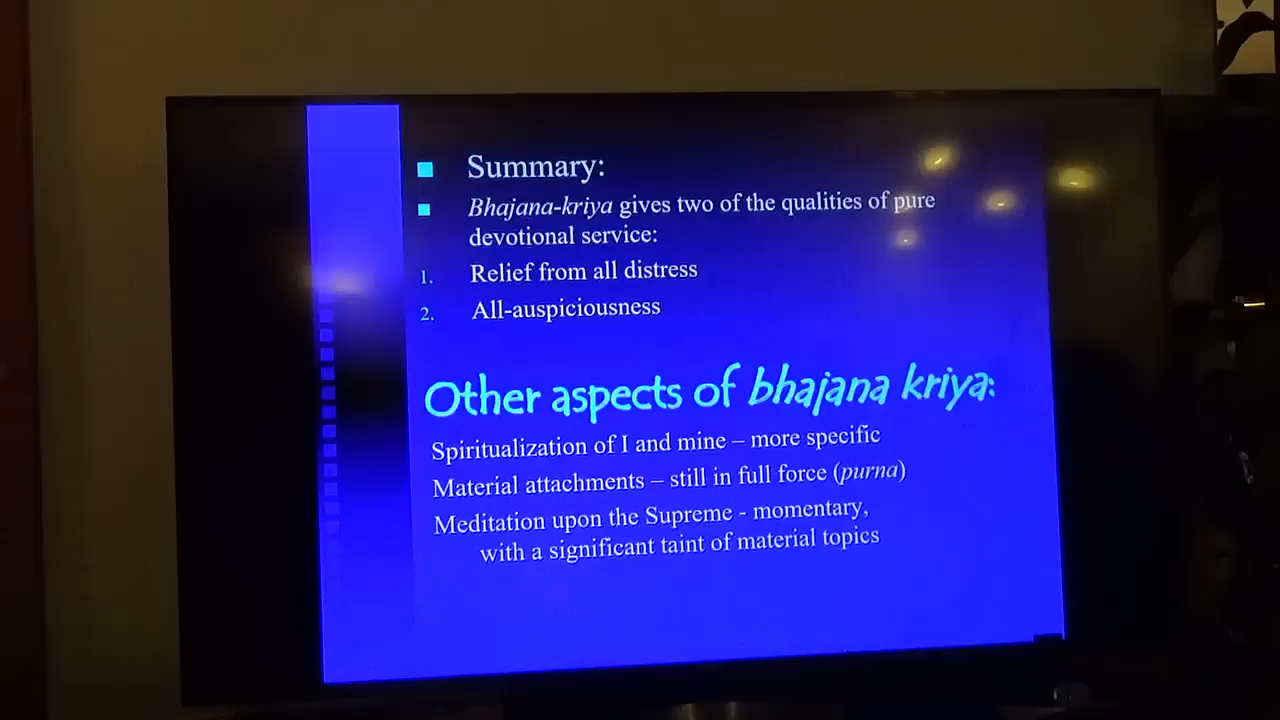 Summary:
Bhajana-kriya gives two of the qualities of pure
devotional service:
1. Relief from all distress
2. All-auspiciousness
Other aspects of bhajana kriya:
Spiritualization of I and mine – more specific
Material attachments – still in full force (purna)
Meditation upon the Supreme - momentary,
with a significant taint of material topics